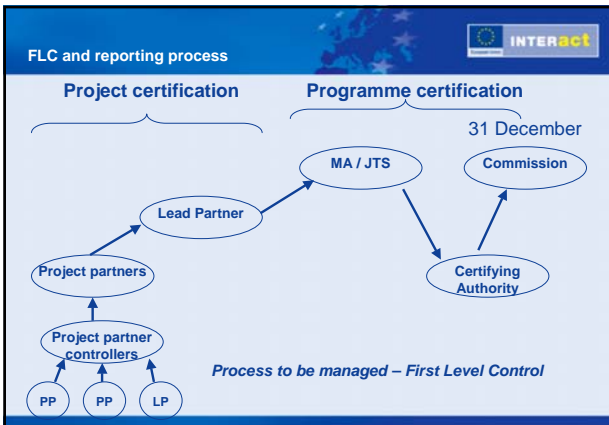 FLC and reporting process
INTERact
Project certification
Programme certification
31 December
MA / JTS
Commission
Lead Partner
Project partners
Certifying
Authority
Project partner
controllers
Process to be managed – First Level Control
PP
PP
LP